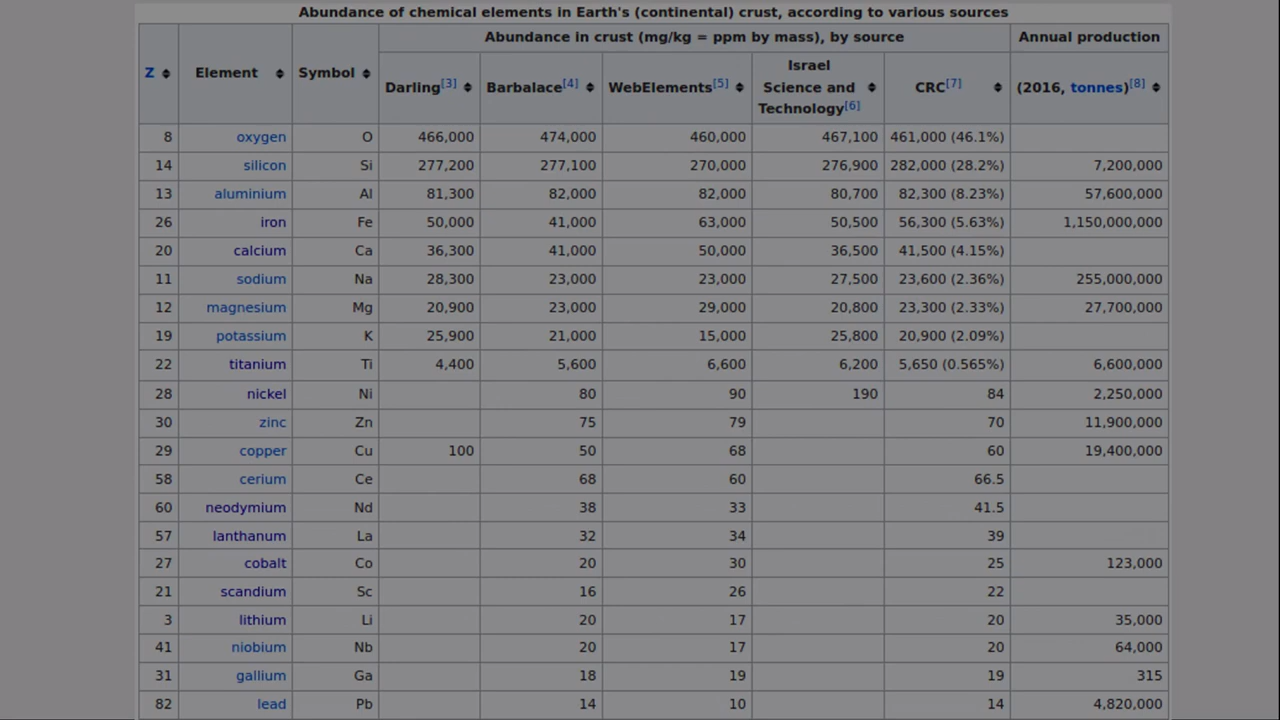 Abundance of chemical elements in Earth's (continental) crust, according to various sources
Z Element Symbol Abundance in crust (mg/kg = ppm by mass), by source Annual production
Darling[3] Barbalace[4] WebElements[5] Israel Science and Technology[6] CRC[7] (2016, tonnes)[8]
8 oxygen O 466,000 474,000 460,000 467,100 461,000 (46.1%)
14 silicon Si 277,200 277,100 270,000 276,900 282,000 (28.2%) 7,200,000
13 aluminium Al 81,300 82,000 82,000 80,700 82,300 (8.23%) 57,600,000
26 iron Fe 50,000 41,000 63,000 50,500 56,300 (5.63%) 1,150,000,000
20 calcium Ca 36,300 41,000 50,000 36,500 41,500 (4.15%)
11 sodium Na 28,300 23,000 23,000 27,500 23,600 (2.36%) 255,000,000
12 magnesium Mg 20,900 23,000 29,000 20,800 23,300 (2.33%) 27,700,000
19 potassium K 25,900 21,000 15,000 25,800 20,900 (2.09%)
22 titanium Ti 4,400 5,600 6,600 6,200 5,650 (0.565%) 6,600,000
28 nickel Ni 80 90 190 84 2,250,000
30 zinc Zn 75 79 70 11,900,000
29 copper Cu 100 50 68 60 19,400,000
58 cerium Ce 68 60 66.5
60 neodymium Nd 38 33 41.5
57 lanthanum La 32 34 39
27 cobalt Co 20 30 25 123,000
21 scandium Sc 16 26 22
3 lithium Li 20 17 20 35,000
41 niobium Nb 20 17 20 64,000
31 gallium Ga 18 19 19 315
82 lead Pb 14 10 14 4,820,000